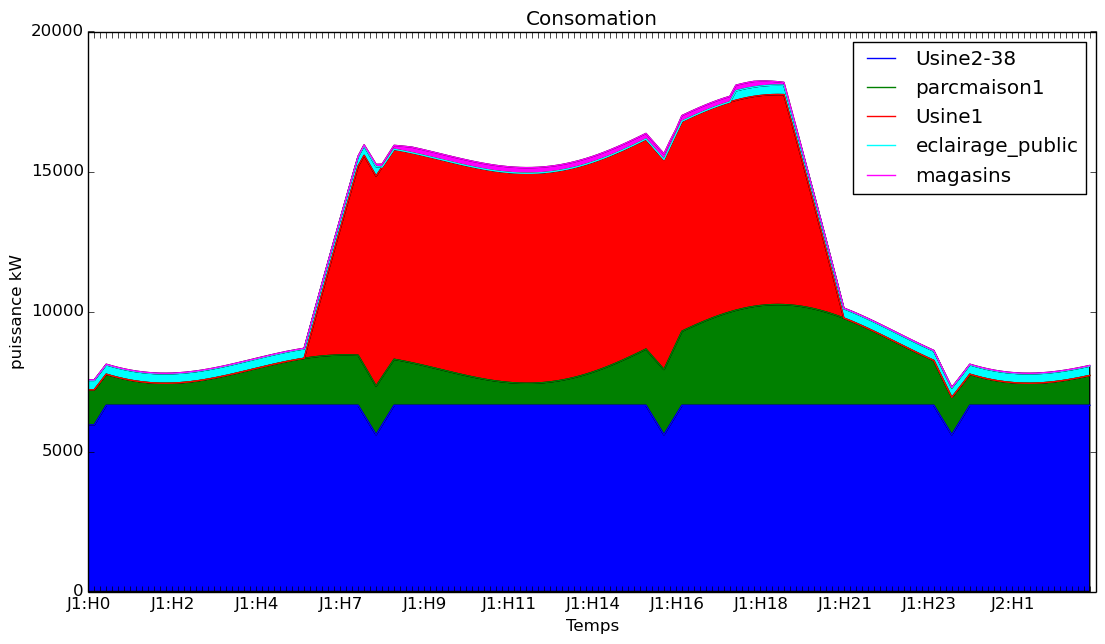 Consomation
20000
15000
10000
5000
0
puissance kW
Usine2-38
parcmaison1
Usine1
eclairage_public
magasins
J1:H0 J1:H2 J1:H4 J1:H7 J1:H9 J1:H11 J1:H14 J1:H16 J1:H18 J1:H21 J1:H23 J2:H1
Temps